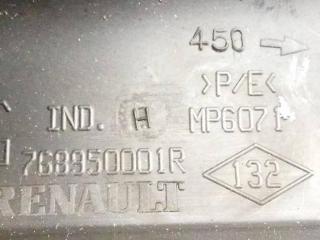 450 →
>P/E<
IND. H MP6071
768950001R
132
RENAULT